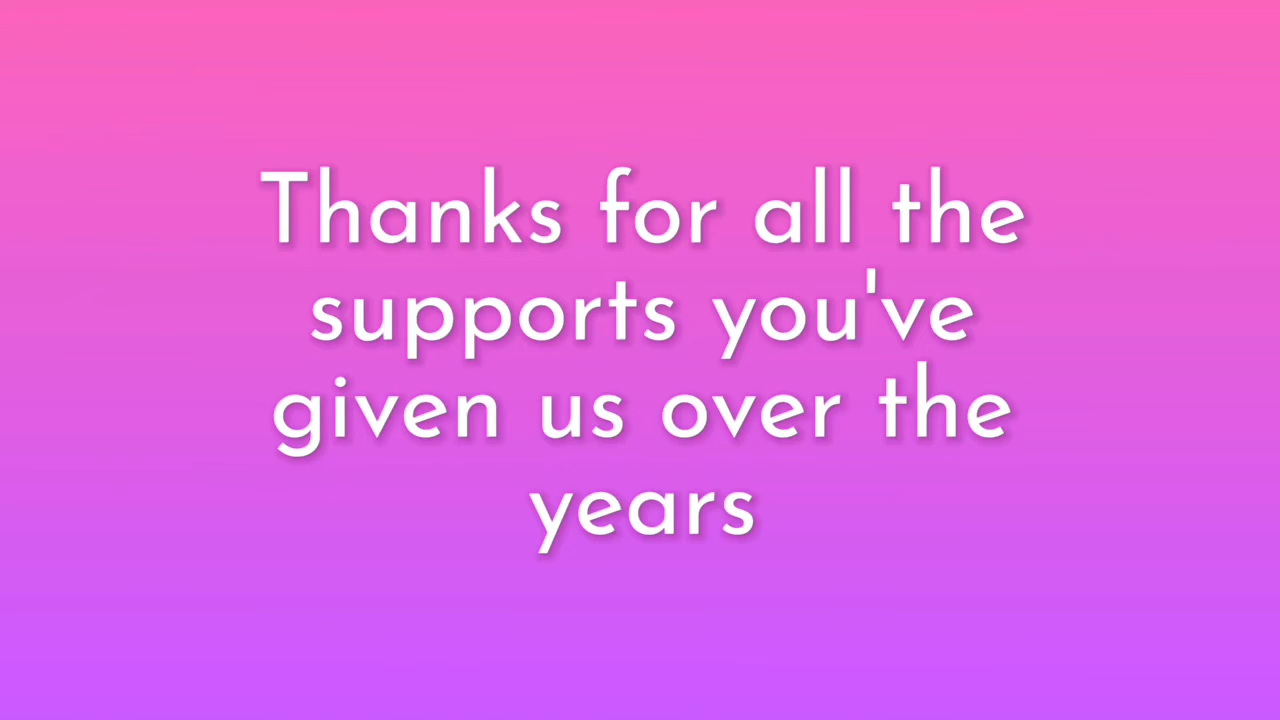 Thanks for all the
supports you've
given us over the
years